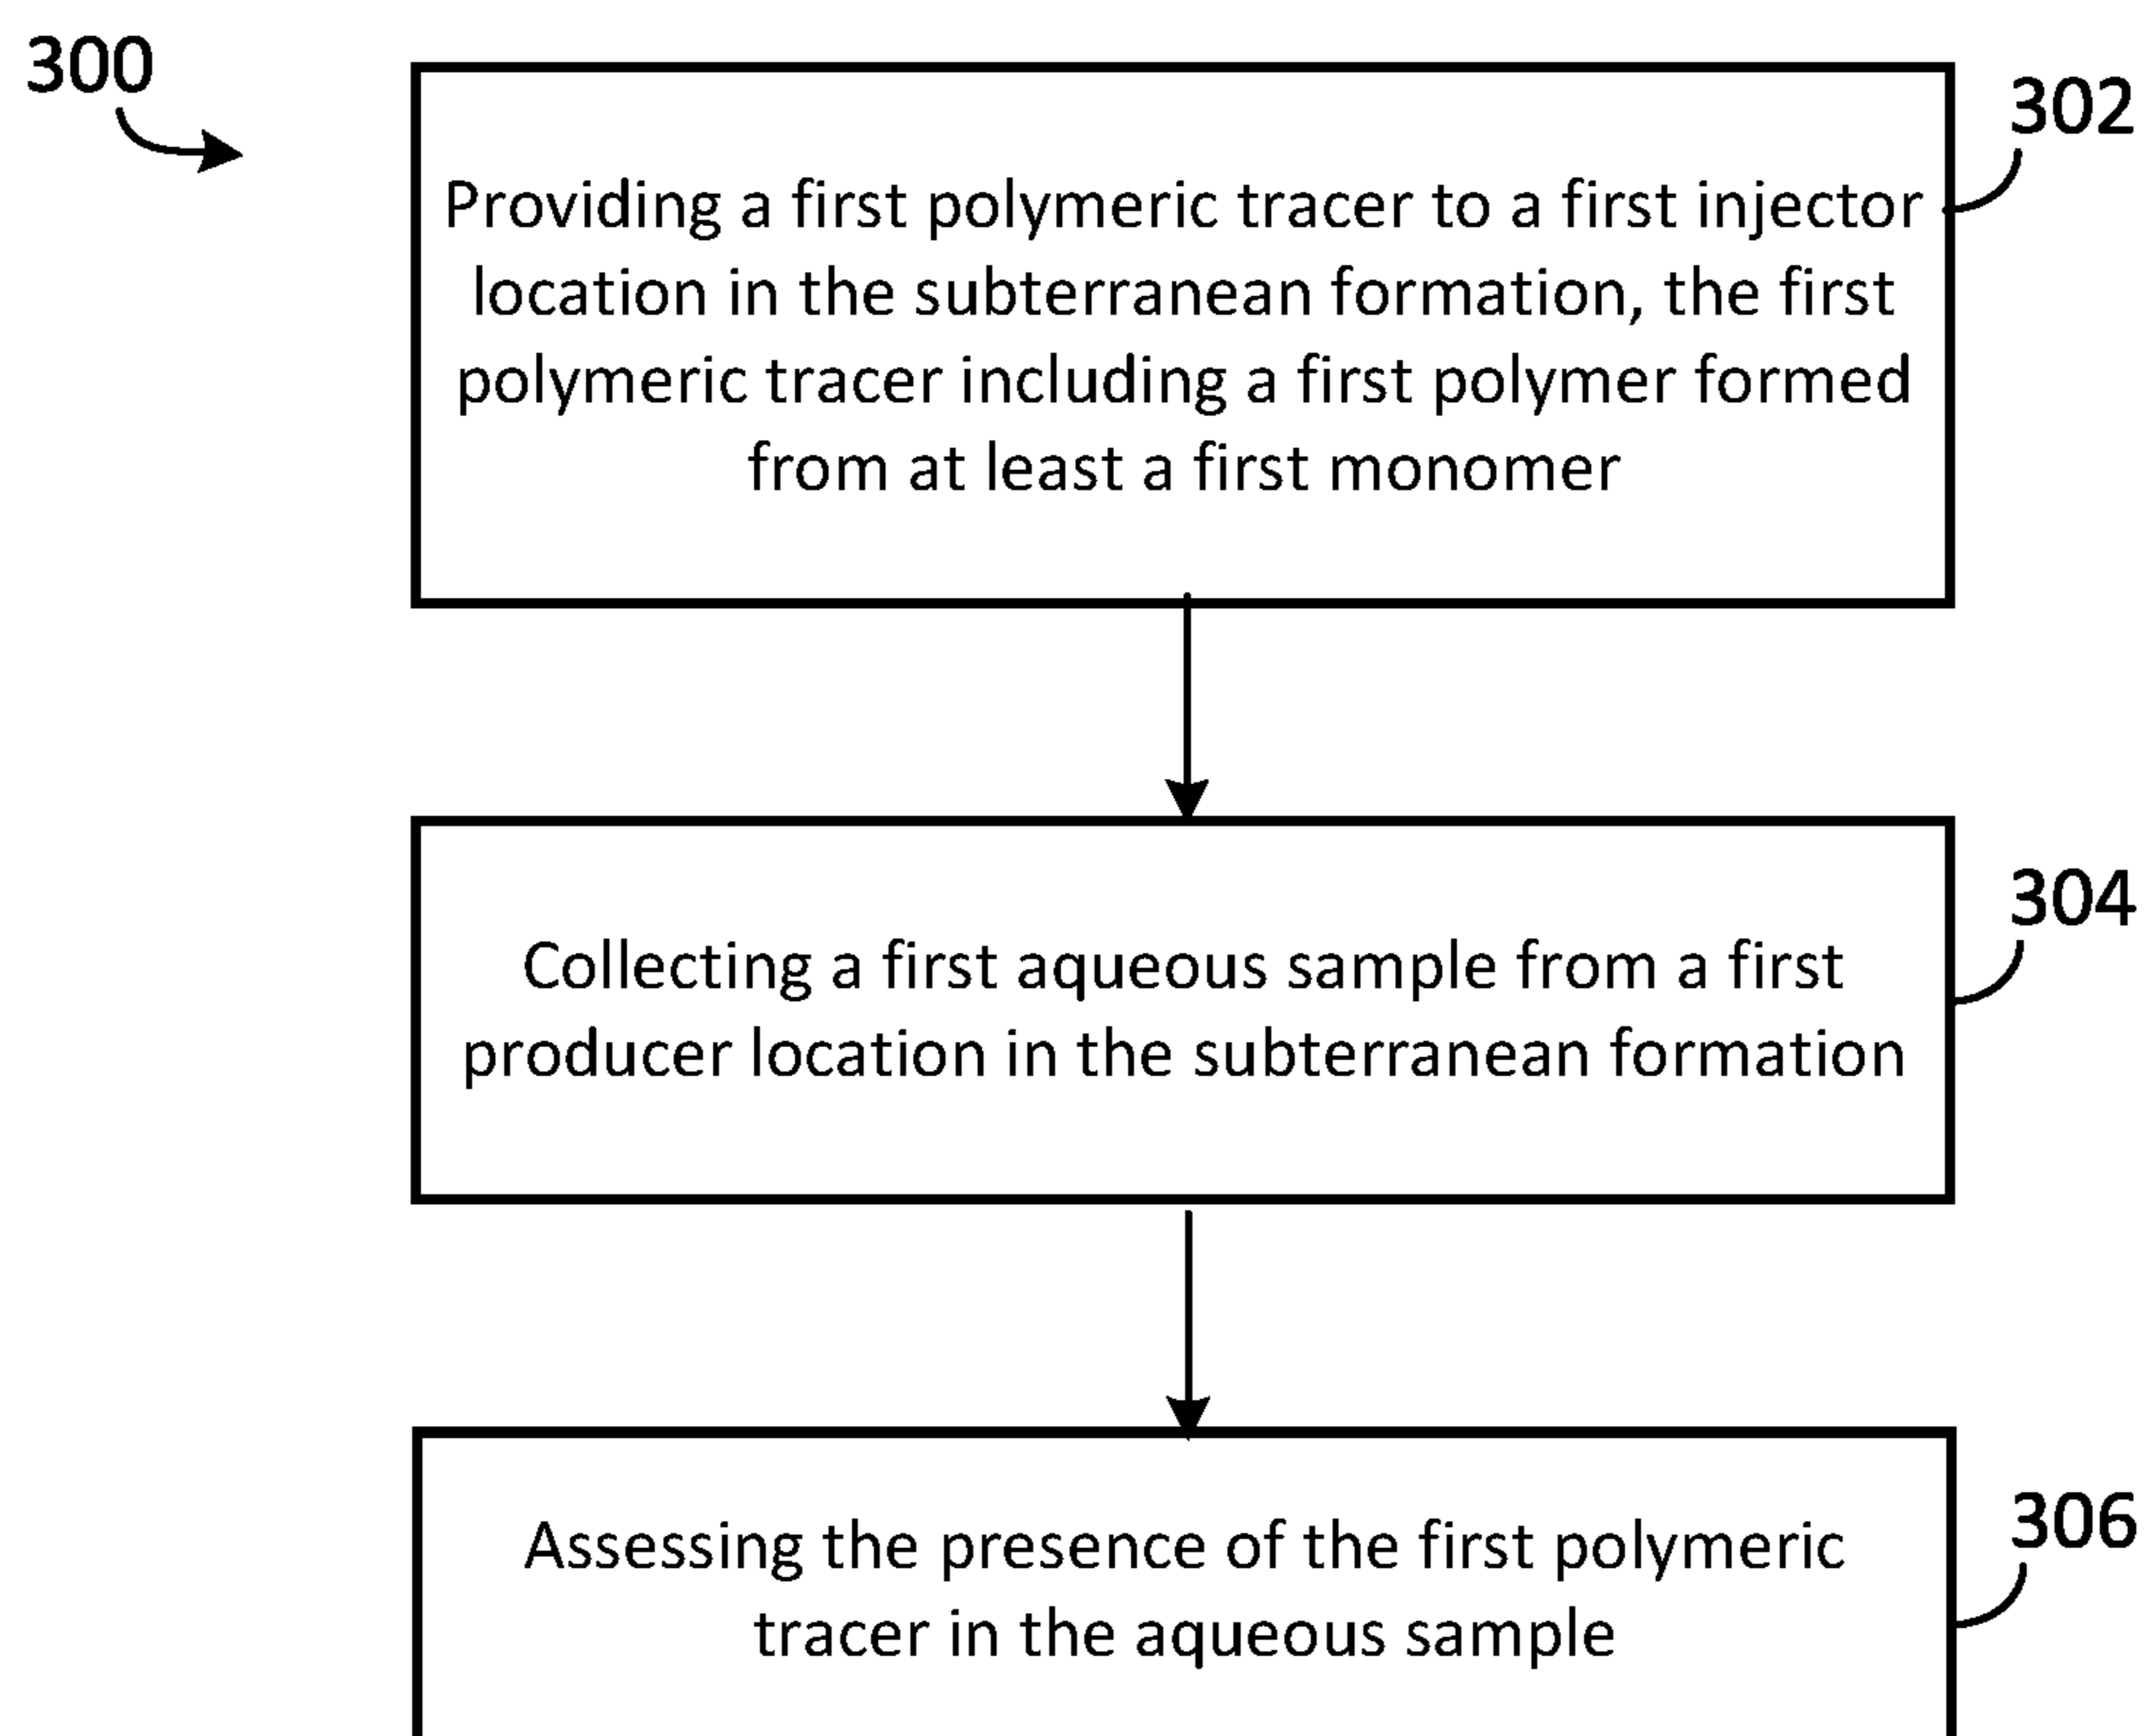 300
302
Providing a first polymeric tracer to a first injector
location in the subterranean formation, the first
polymeric tracer including a first polymer formed
from at least a first monomer
304
Collecting a first aqueous sample from a first
producer location in the subterranean formation
306
Assessing the presence of the first polymeric
tracer in the aqueous sample